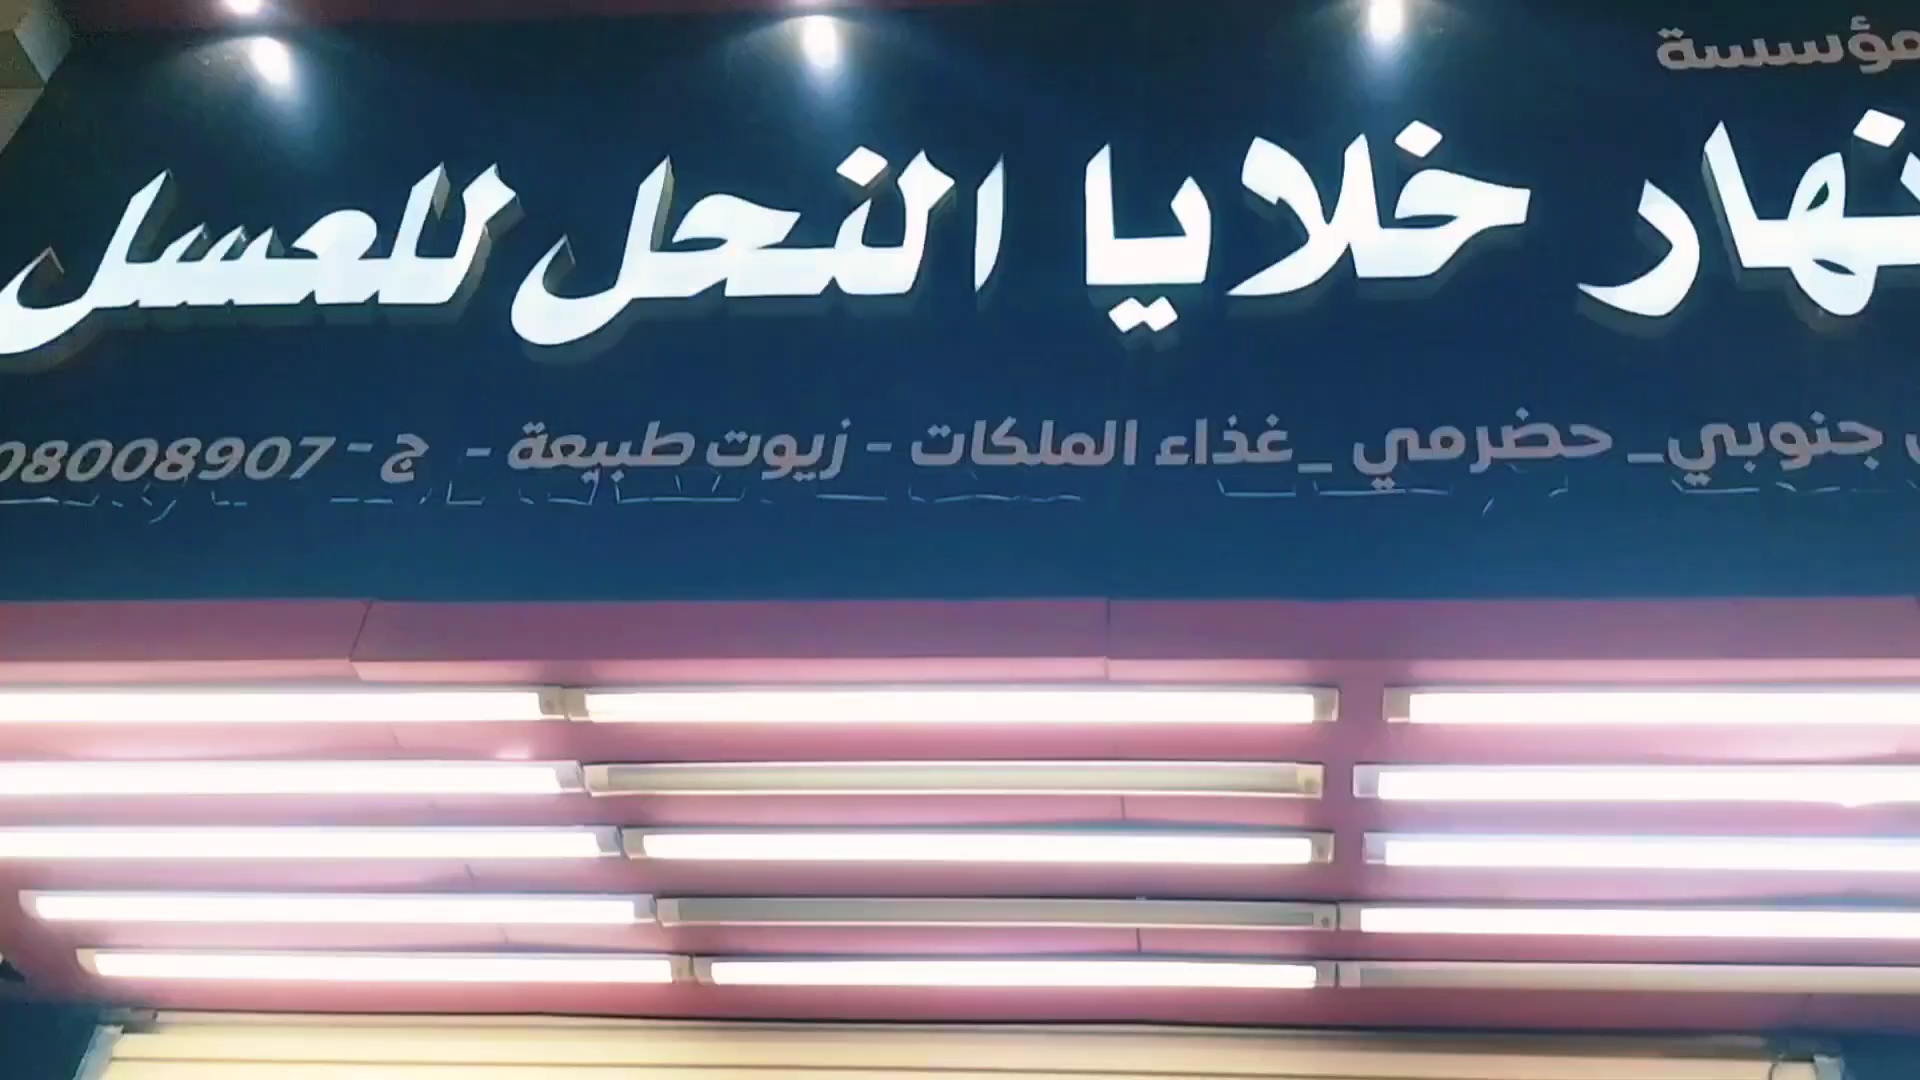 مؤسسة
نهار خلايا النحل للعسل
جنوبي_ حضرمي _غذاء الملكات - زيوت طبيعة - ج - 08008907